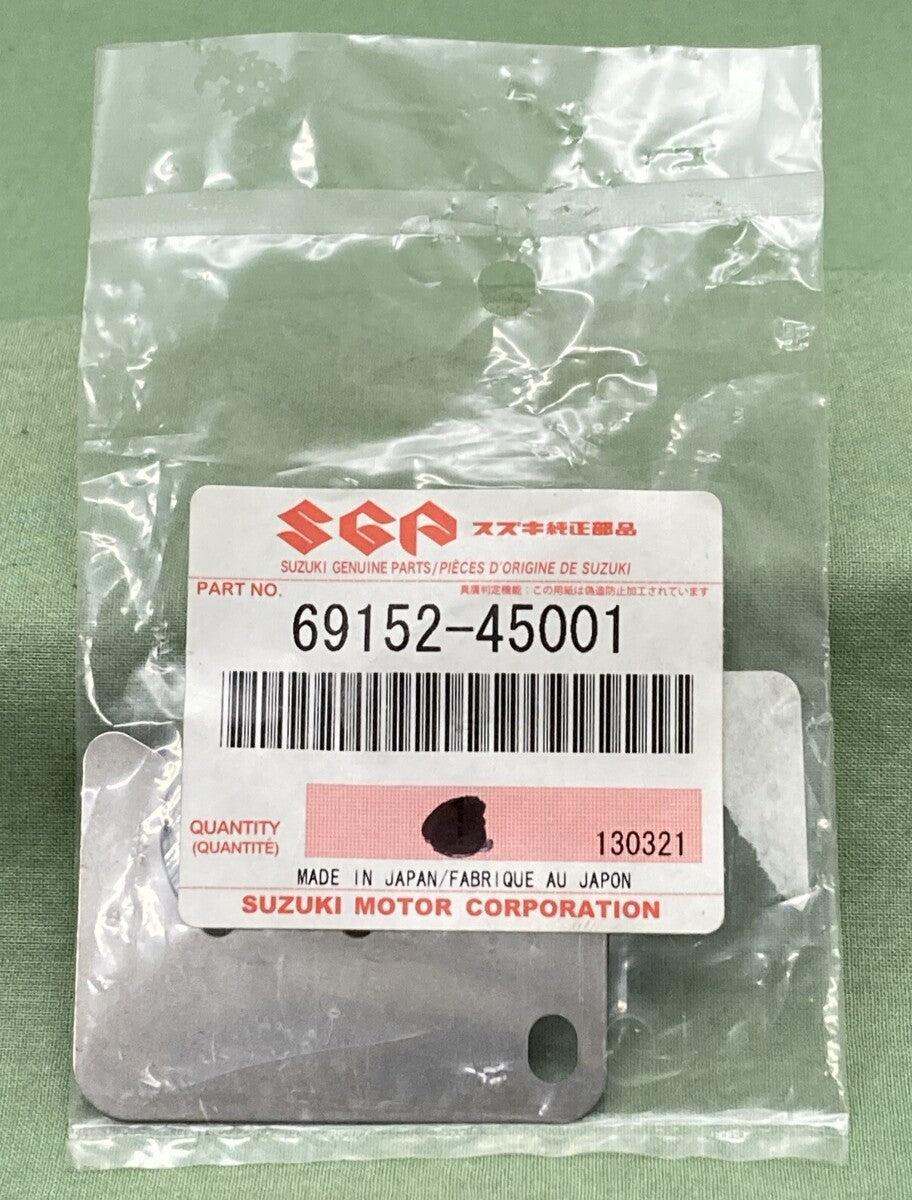 SGP スズキ純正部品
SUZUKI GENUINE PARTS/PIÈCES D'ORIGINE DE SUZUKI
PART NO. 真贋判定機能：この用紙は偽造防止加工されています
69152-45001
QUANTITY
(QUANTITÉ)
130321
MADE IN JAPAN/FABRIQUE AU JAPON
SUZUKI MOTOR CORPORATION